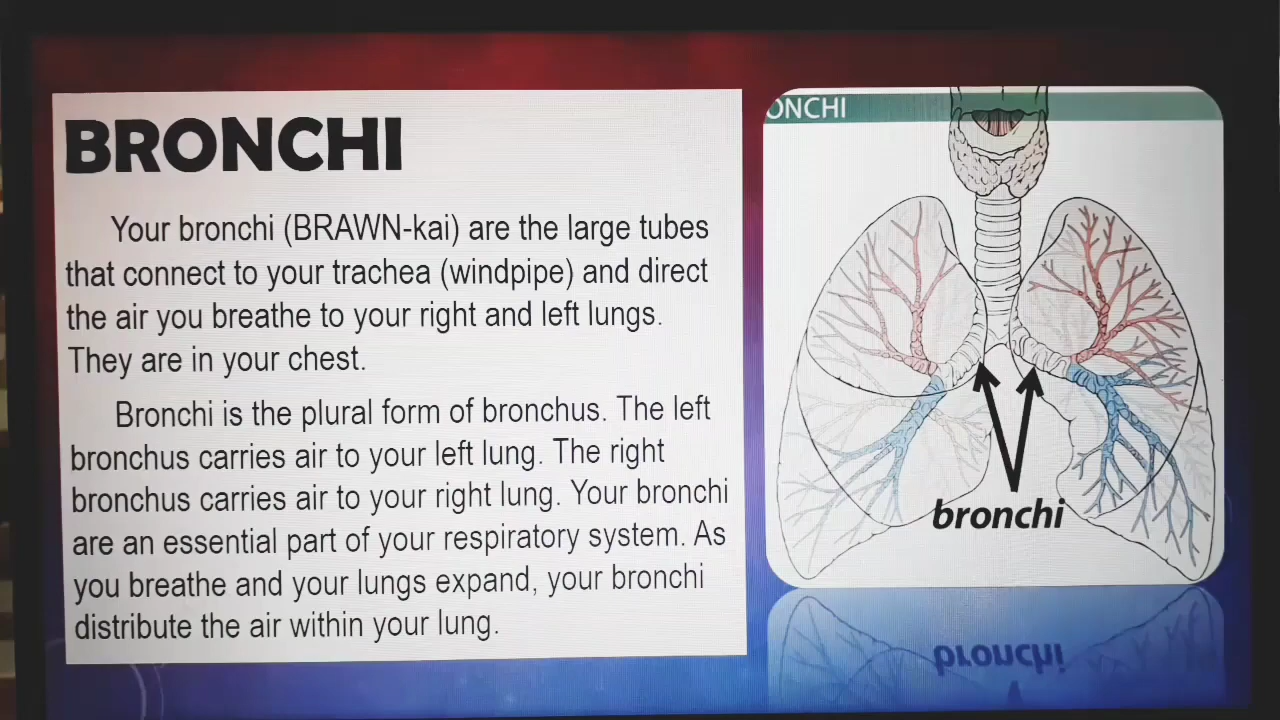 BRONCHI
Your bronchi (BRAWN-kai) are the large tubes
that connect to your trachea (windpipe) and direct
the air you breathe to your right and left lungs.
They are in your chest.
Bronchi is the plural form of bronchus. The left
bronchus carries air to your left lung. The right
bronchus carries air to your right lung. Your bronchi
are an essential part of your respiratory system. As
you breathe and your lungs expand, your bronchi
distribute the air within your lung.
ONCHI
bronchi
bronchi